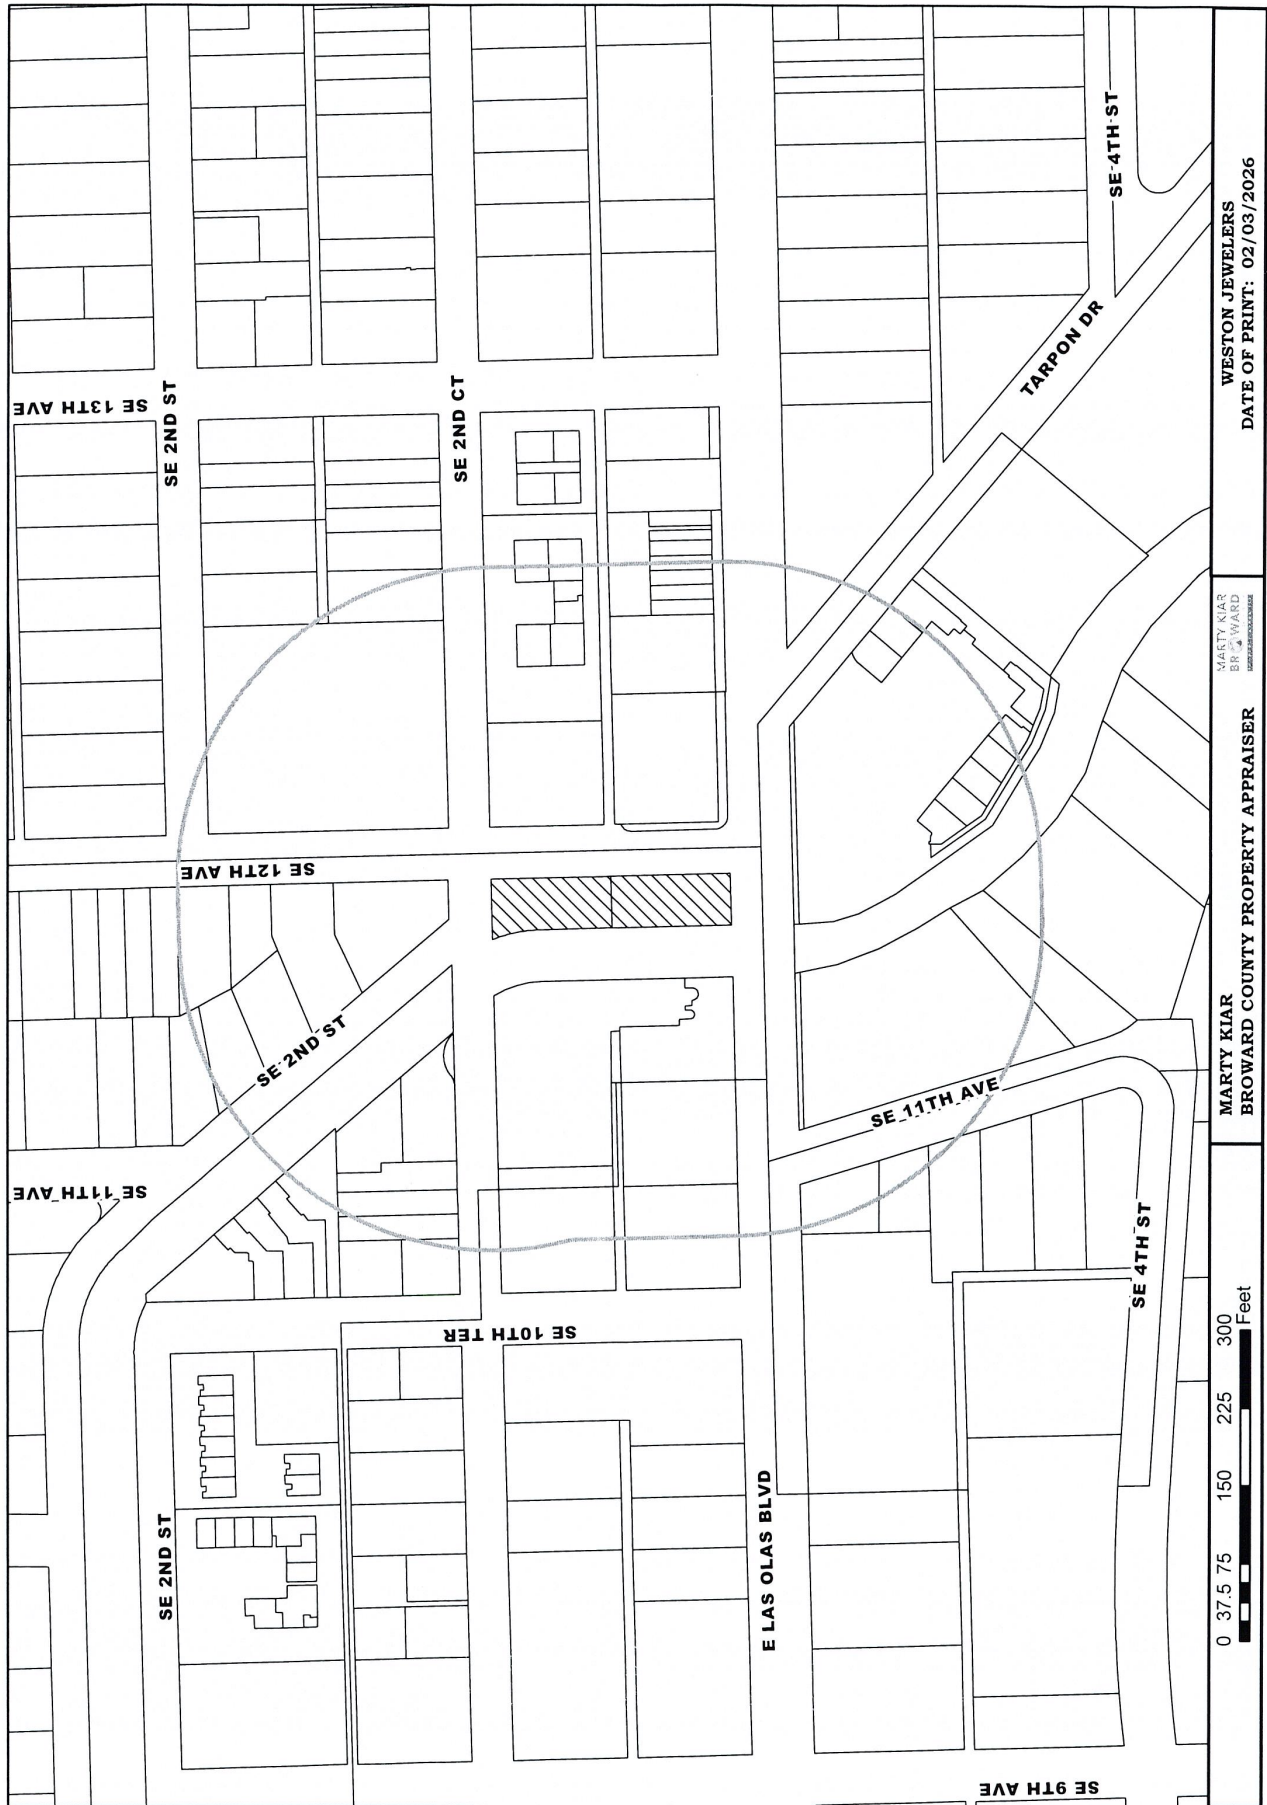 SE 13TH AVE
SE 2ND ST
SE 2ND CT
SE 4TH ST
TARPON DR
SE 12TH AVE
SE 2ND ST
SE 11TH AVE
SE 11TH AVE
SE 10TH TER
SE 4TH ST
SE 2ND ST
E LAS OLAS BLVD
SE 9TH AVE
0 37.5 75 150 225 300
Feet
MARTY KIAR
BROWARD COUNTY PROPERTY APPRAISER
MARTY KIAR
BROWARD
WESTON JEWELERS
DATE OF PRINT: 02/03/2026